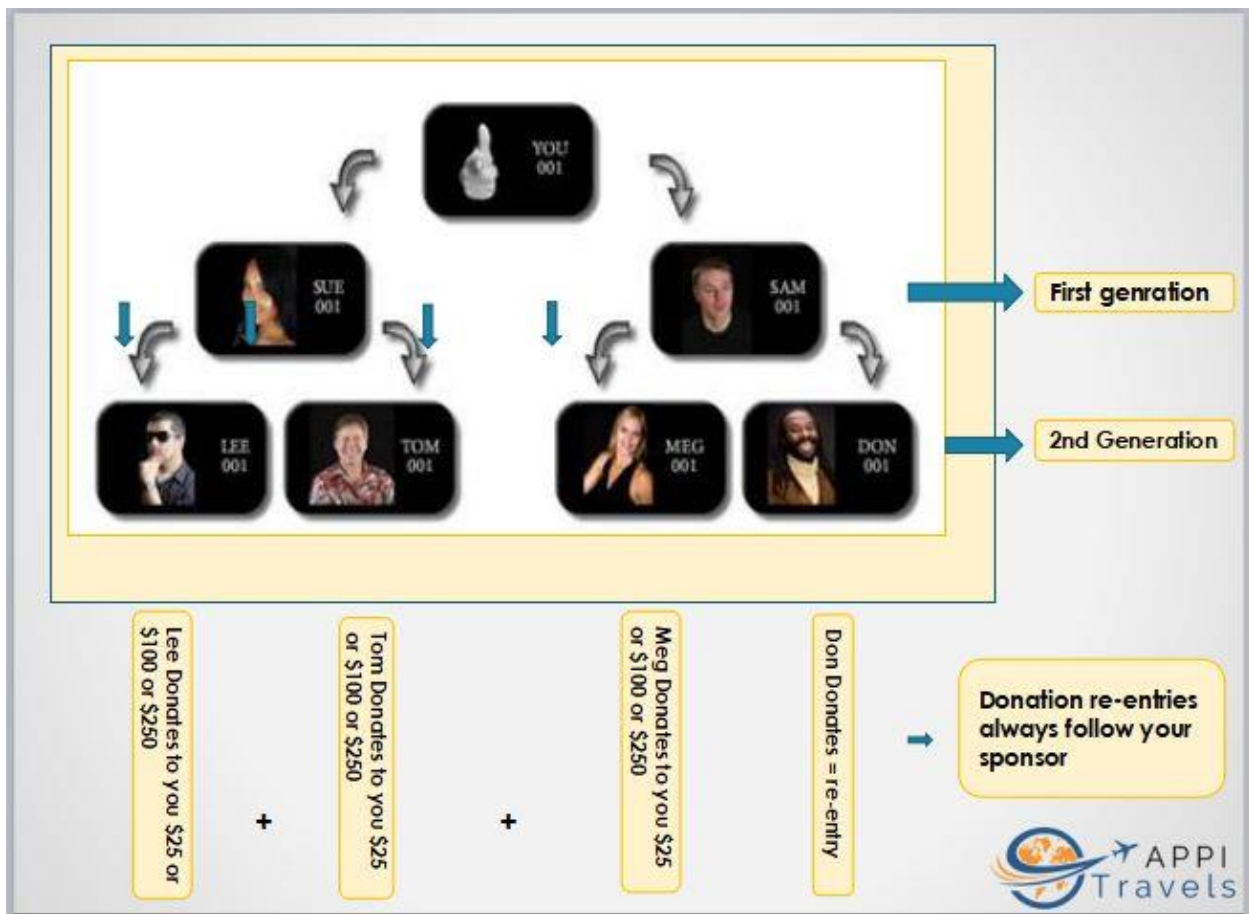 YOU
001
SUE
001
SAM
001
First genration
LEE
001
TOM
001
MEG
001
DON
001
2nd Generation
Lee Donates to you $25 or
$100 or $250
+
Tom Donates to you $25
or $100 or $250
+
Meg Donates to you $25
or $100 or $250
Don Donates = re-entry
Donation re-entries
always follow your
sponsor
APPI
Travels